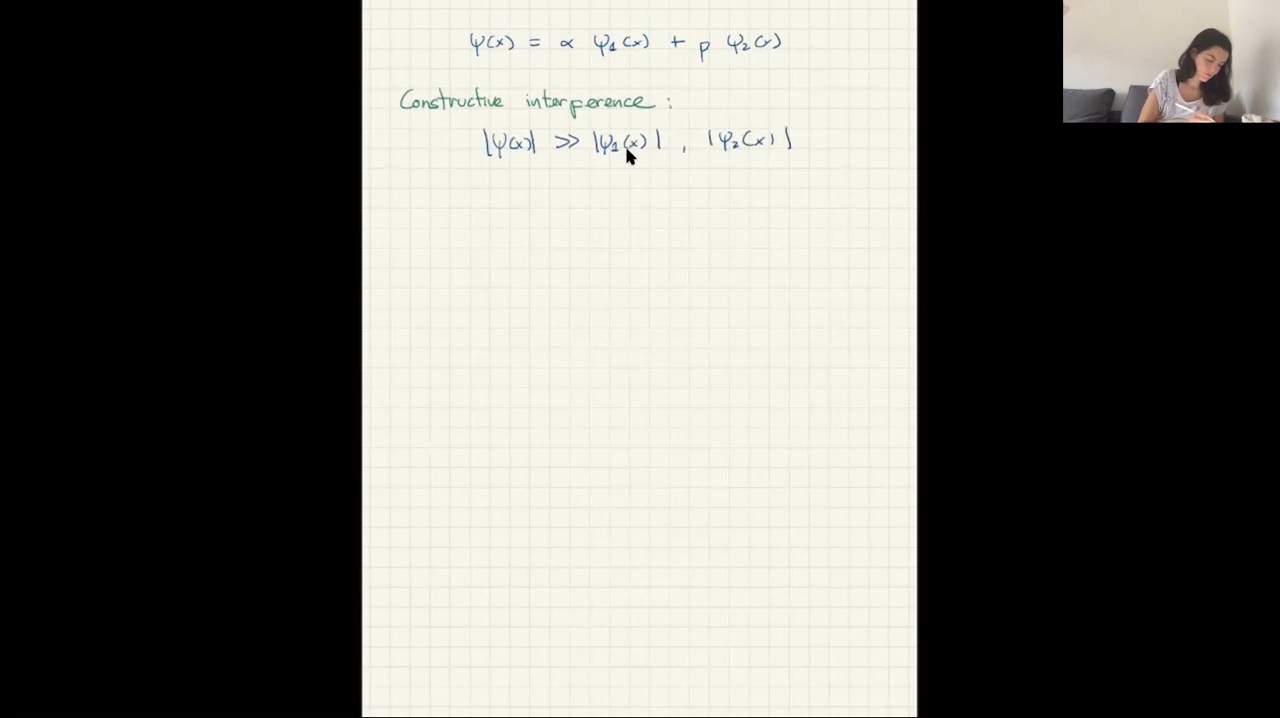 ψ(x) = α ψ₁(x) + β ψ₂(x)
Constructive interference :
|ψ(x)| >> |ψ₁(x)| , |ψ₂(x)|